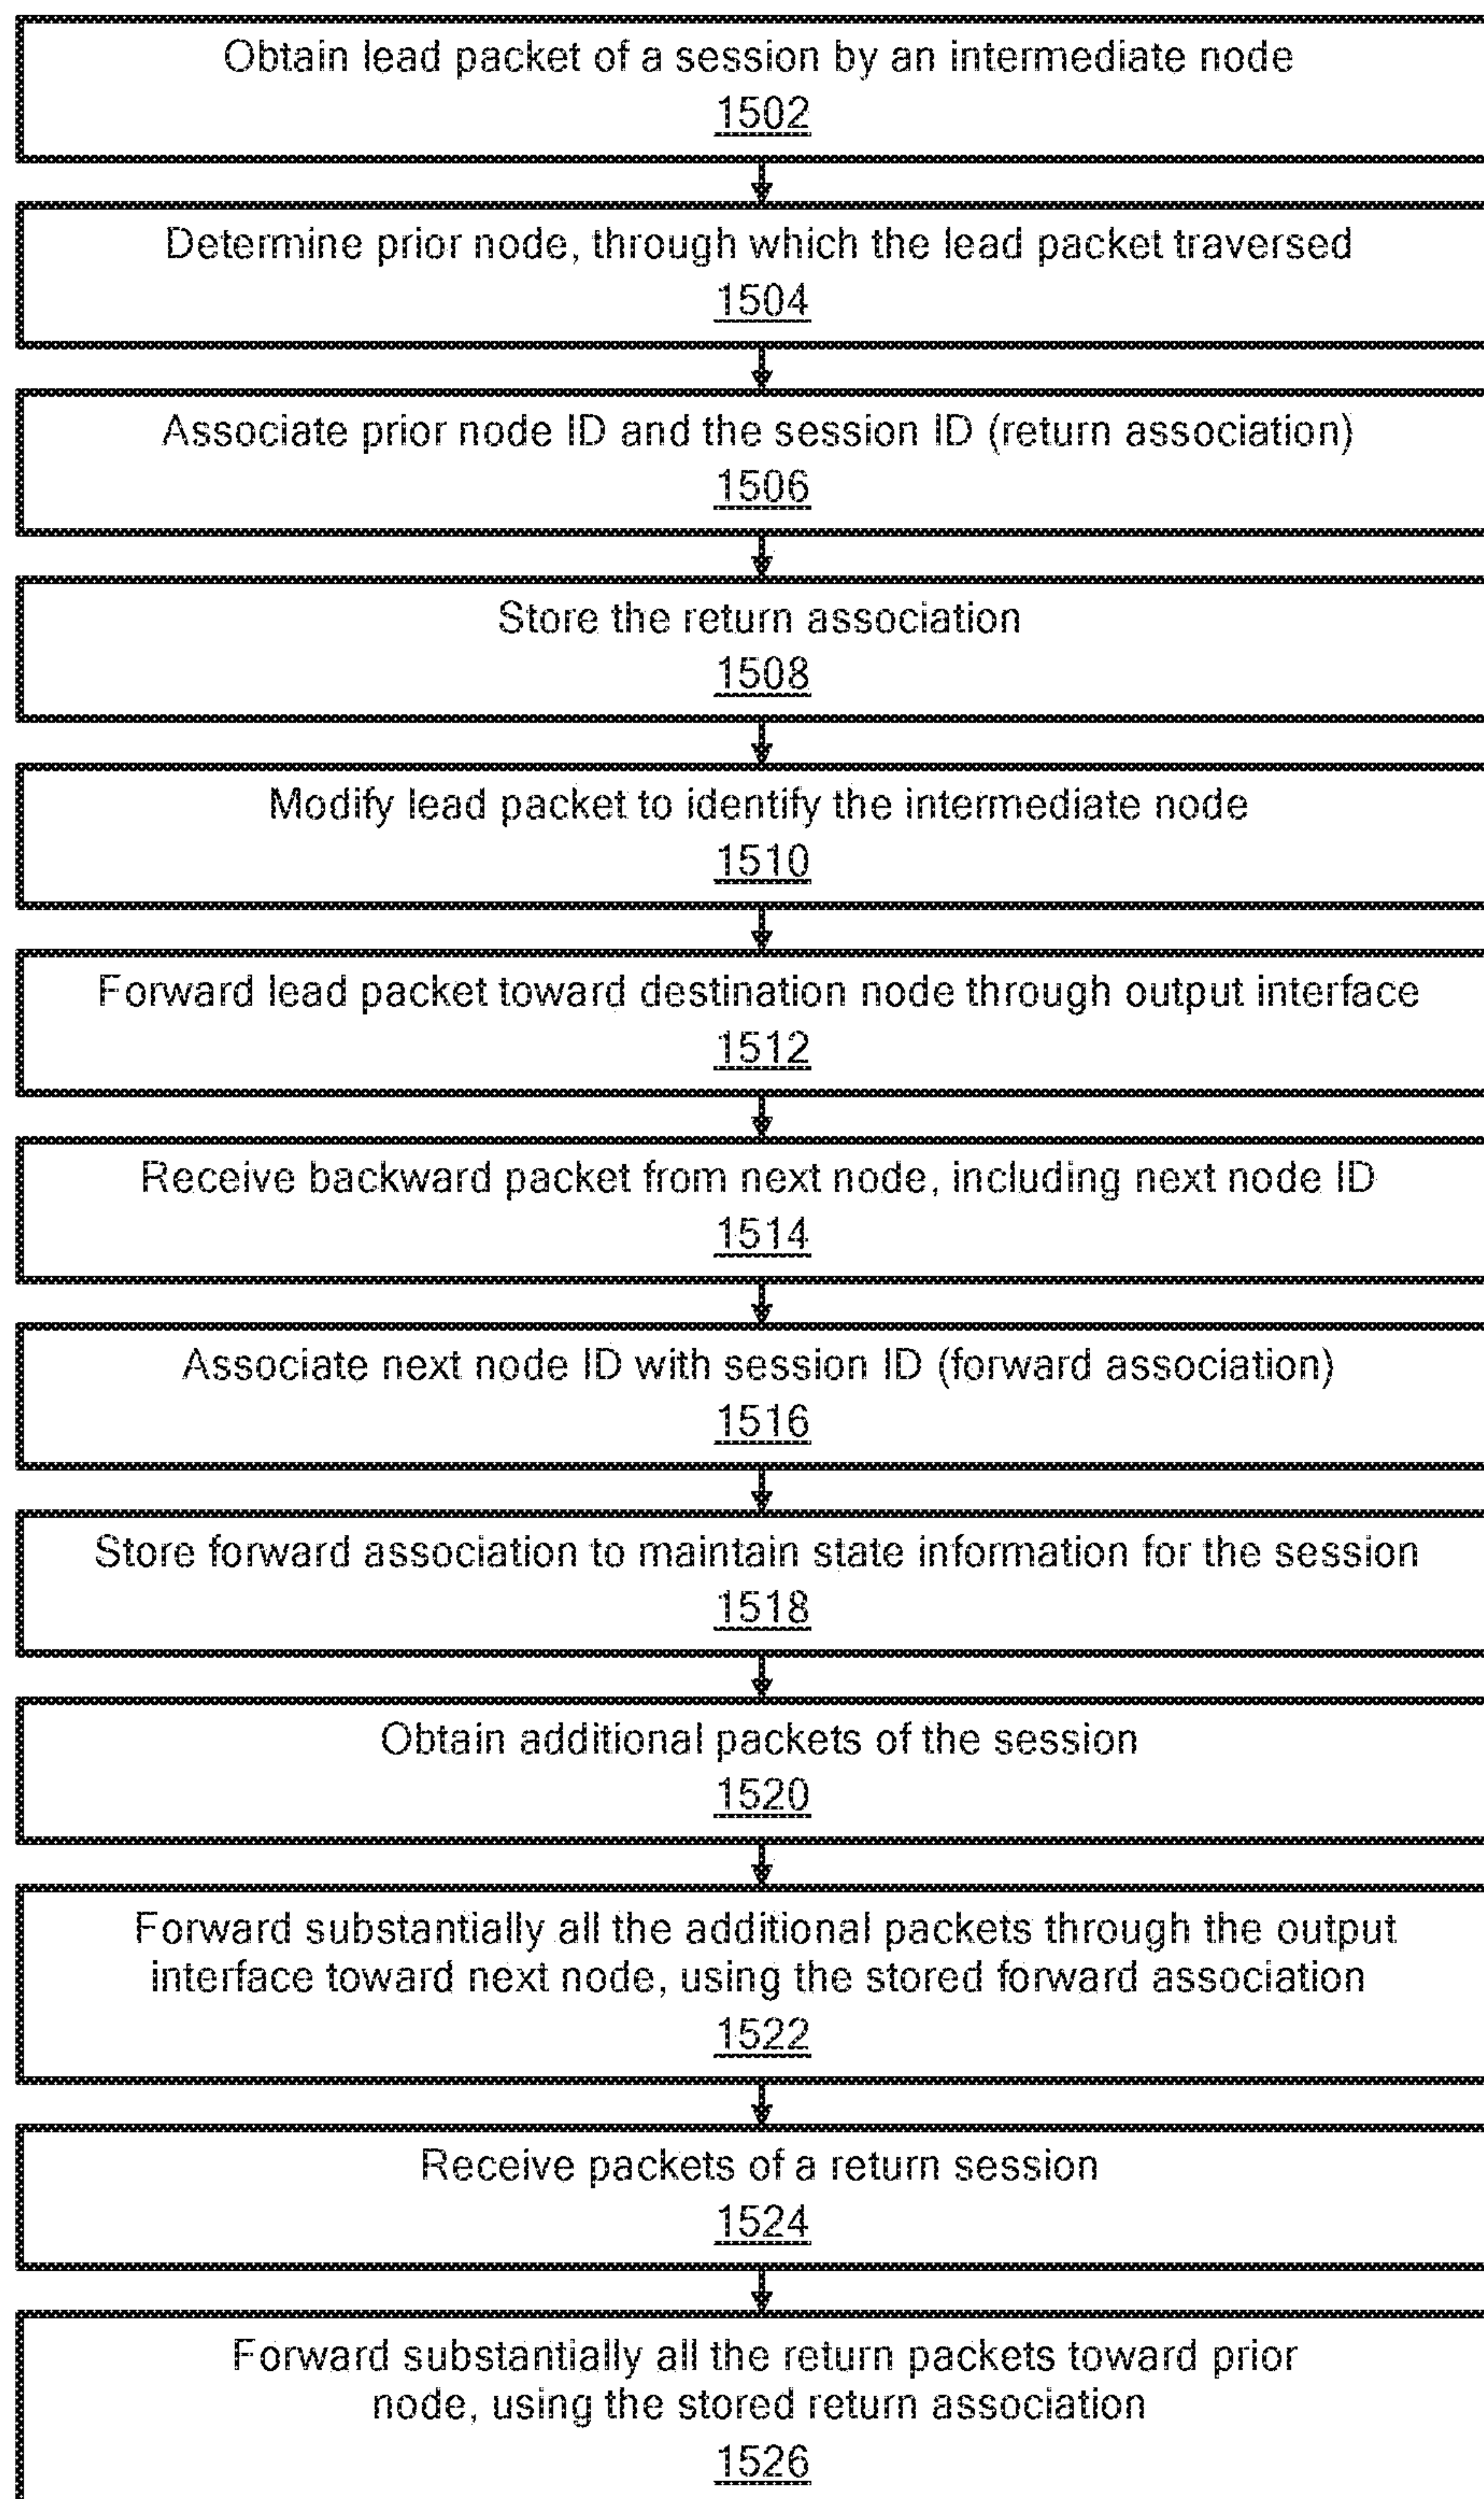 Obtain lead packet of a session by an intermediate node
1502
Determine prior node, through which the lead packet traversed
1504
Associate prior node ID and the session ID (return association)
1506
Store the return association
1508
Modify lead packet to identify the intermediate node
1510
Forward lead packet toward destination node through output interface
1512
Receive backward packet from next node, including next node ID
1514
Associate next node ID with session ID (forward association)
1516
Store forward association to maintain state information for the session
1518
Obtain additional packets of the session
1520
Forward substantially all the additional packets through the output
interface toward next node, using the stored forward association
1522
Receive packets of a return session
1524
Forward substantially all the return packets toward prior
node, using the stored return association
1526